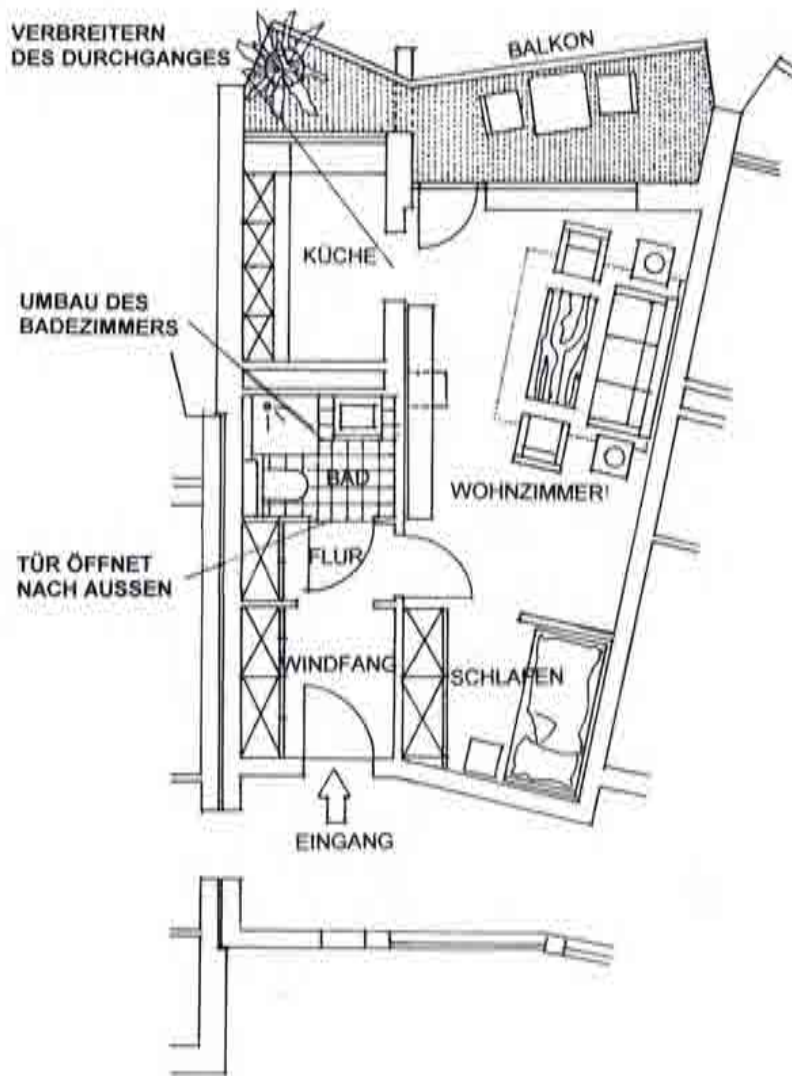 VERBREITERN
DES DURCHGANGES
BALKON
KÜCHE
UMBAU DES
BADEZIMMERS
BAD
WOHNZIMMER!
TÜR ÖFFNET
NACH AUSSEN
FLUR
WINDFANG
SCHLAFEN
EINGANG